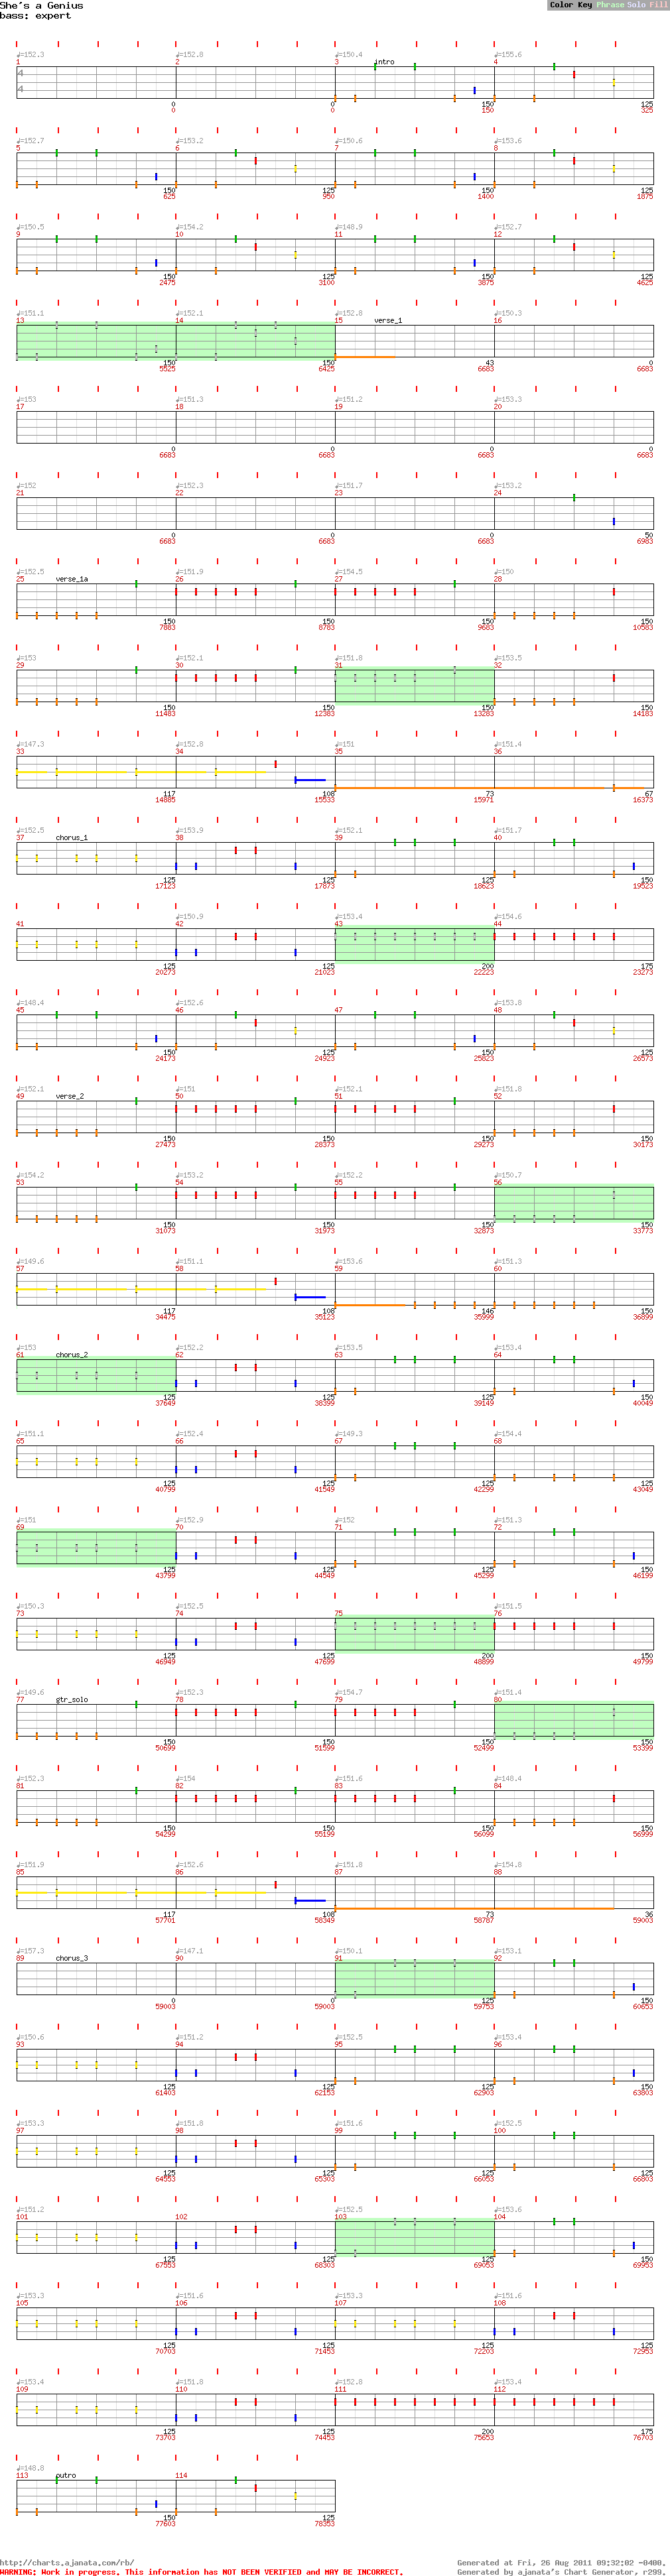 She's a Genius
bass: expert
Color Key Phrase Solo Fill
♩=152.3 ♩=152.8 ♩=150.4 ♩=155.6
1 2 3 intro 4
4
4
0 0 150 125
0 0 150 325
♩=152.7 ♩=153.2 ♩=150.6 ♩=153.6
5 6 7 8
150 125 150 125
625 950 1400 1875
♩=150.5 ♩=154.2 ♩=148.9 ♩=152.7
9 10 11 12
150 125 150 125
2475 3100 3875 4625
♩=151.1 ♩=152.1 ♩=152.8 ♩=150.3
13 14 15 verse_1 16
150 150 43 0
5525 6425 6683 6683
♩=153 ♩=151.3 ♩=151.2 ♩=153.3
17 18 19 20
0 0 0 0
6683 6683 6683 6683
♩=152 ♩=152.3 ♩=151.7 ♩=153.2
21 22 23 24
0 0 0 50
6683 6683 6683 6983
♩=152.5 ♩=151.9 ♩=154.5 ♩=150
25 verse_1a 26 27 28
150 150 150 150
7883 8783 9683 10583
♩=153 ♩=152.1 ♩=151.8 ♩=153.5
29 30 31 32
150 150 150 150
11483 12383 13283 14183
♩=147.3 ♩=152.8 ♩=151 ♩=151.4
33 34 35 36
117 108 73 67
14885 15533 15971 16373
♩=152.5 ♩=153.9 ♩=152.1 ♩=151.7
37 chorus_1 38 39 40
125 125 125 150
17123 17873 18623 19523
♩=150.9 ♩=153.4 ♩=154.6
41 42 43 44
125 125 200 175
20273 21023 22223 23273
♩=148.4 ♩=152.6 ♩=153.8
45 46 47 48
150 125 150 125
24173 24923 25823 26573
♩=152.1 ♩=151 ♩=152.1 ♩=151.8
49 verse_2 50 51 52
150 150 150 150
27473 28373 29273 30173
♩=154.2 ♩=153.2 ♩=152.2 ♩=150.7
53 54 55 56
150 150 150 150
31073 31973 32873 33773
♩=149.6 ♩=151.1 ♩=153.6 ♩=151.3
57 58 59 60
117 108 146 150
34475 35123 35999 36899
♩=153 ♩=152.2 ♩=153.5 ♩=153.4
61 chorus_2 62 63 64
125 125 125 150
37649 38399 39149 40049
♩=151.1 ♩=152.4 ♩=149.3 ♩=154.4
65 66 67 68
125 125 125 125
40799 41549 42299 43049
♩=151 ♩=152.9 ♩=152 ♩=151.3
69 70 71 72
125 125 125 150
43799 44549 45299 46199
♩=150.3 ♩=152.5 ♩=151.5
73 74 75 76
125 125 200 150
46949 47699 48899 49799
♩=149.6 ♩=152.3 ♩=154.7 ♩=151.4
77 gtr_solo 78 79 80
150 150 150 150
50699 51599 52499 53399
♩=152.3 ♩=154 ♩=151.6 ♩=148.4
81 82 83 84
150 150 150 150
54299 55199 56099 56999
♩=151.9 ♩=152.6 ♩=151.8 ♩=154.8
85 86 87 88
117 108 73 36
57701 58349 58787 59003
♩=157.3 ♩=147.1 ♩=150.1 ♩=153.1
89 chorus_3 90 91 92
0 0 125 150
59003 59003 59753 60653
♩=150.6 ♩=151.2 ♩=152.5 ♩=153.4
93 94 95 96
125 125 125 150
61403 62153 62903 63803
♩=153.3 ♩=151.8 ♩=151.6 ♩=152.5
97 98 99 100
125 125 125 125
64553 65303 66053 66803
♩=151.2 ♩=152.5 ♩=153.6
101 102 103 104
125 125 125 150
67553 68303 69053 69953
♩=153.3 ♩=151.6 ♩=153.3 ♩=151.6
105 106 107 108
125 125 125 125
70703 71453 72203 72953
♩=153.4 ♩=151.8 ♩=152.8 ♩=153.4
109 110 111 112
125 125 200 175
73703 74453 75653 76703
♩=148.8
113 outro 114
150 125
77603 78353
http://charts.ajanata.com/rb/
Generated at Fri, 26 Aug 2011 09:32:02 -0400.
WARNING: Work in progress. This information has NOT BEEN VERIFIED and MAY BE INCORRECT.
Generated by ajanata's Chart Generator, r299.